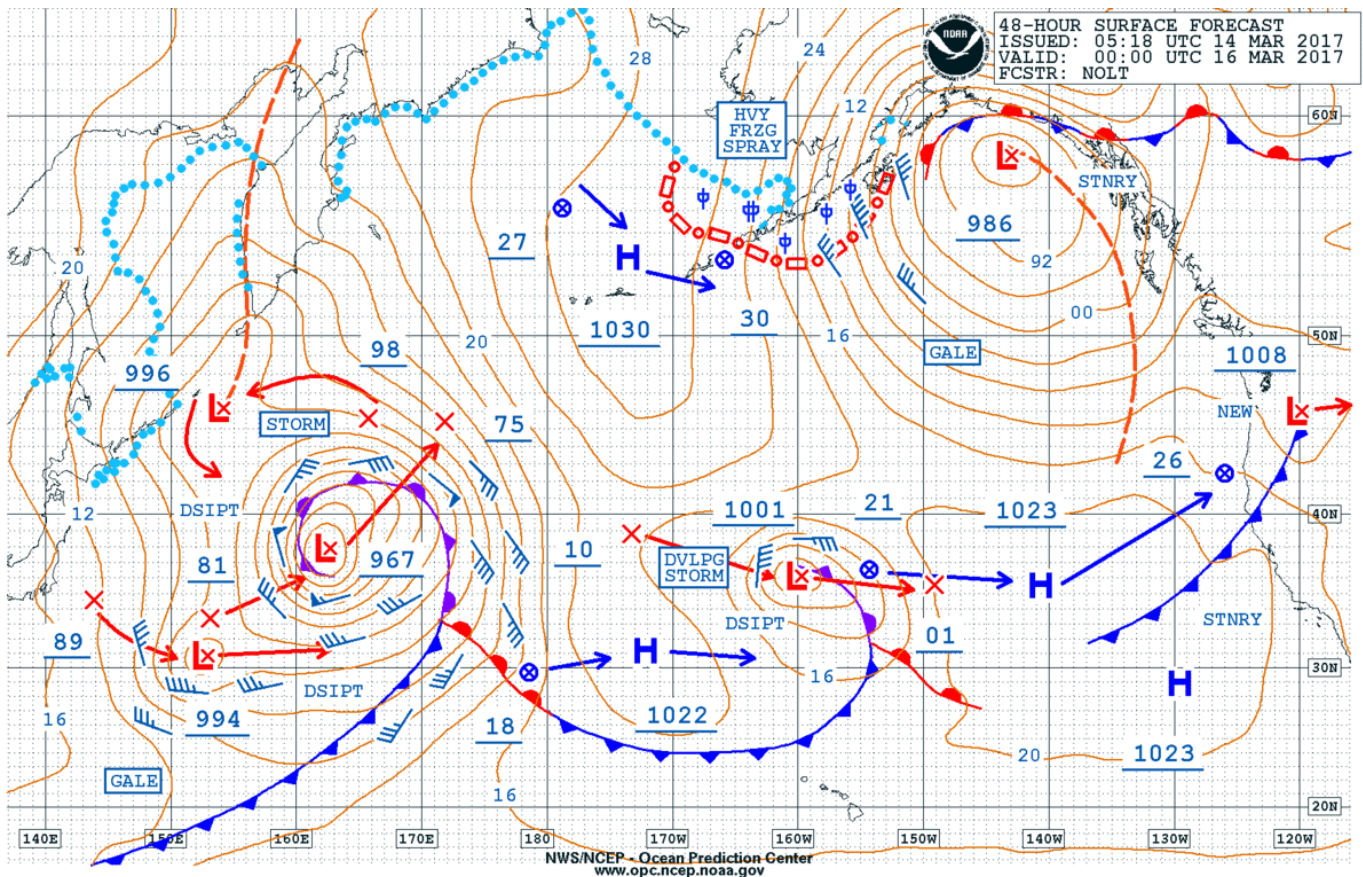 48-HOUR SURFACE FORECAST
ISSUED: 05:18 UTC 14 MAR 2017
VALID: 00:00 UTC 16 MAR 2017
FCSTR: NOLT
NOAA
24
28
12
60N
HVY
FRZG
SPRAY
L
STNRY
986
27
H
92
20
1030
30
00
20
98
16
50N
GALE
1008
996
L
STORM
75
NEW
L
26
12
DSIPT
1001
21
1023
40N
L
967
10
DVLPG
STORM
L
H
81
DSIPT
STNRY
89
L
H
01
30N
DSIPT
16
H
16
994
18
1022
20
1023
GALE
16
20N
140E
150E
160E
170E
180
170W
160W
150W
140W
130W
120W
NWS/NCEP - Ocean Prediction Center
www.opc.ncep.noaa.gov